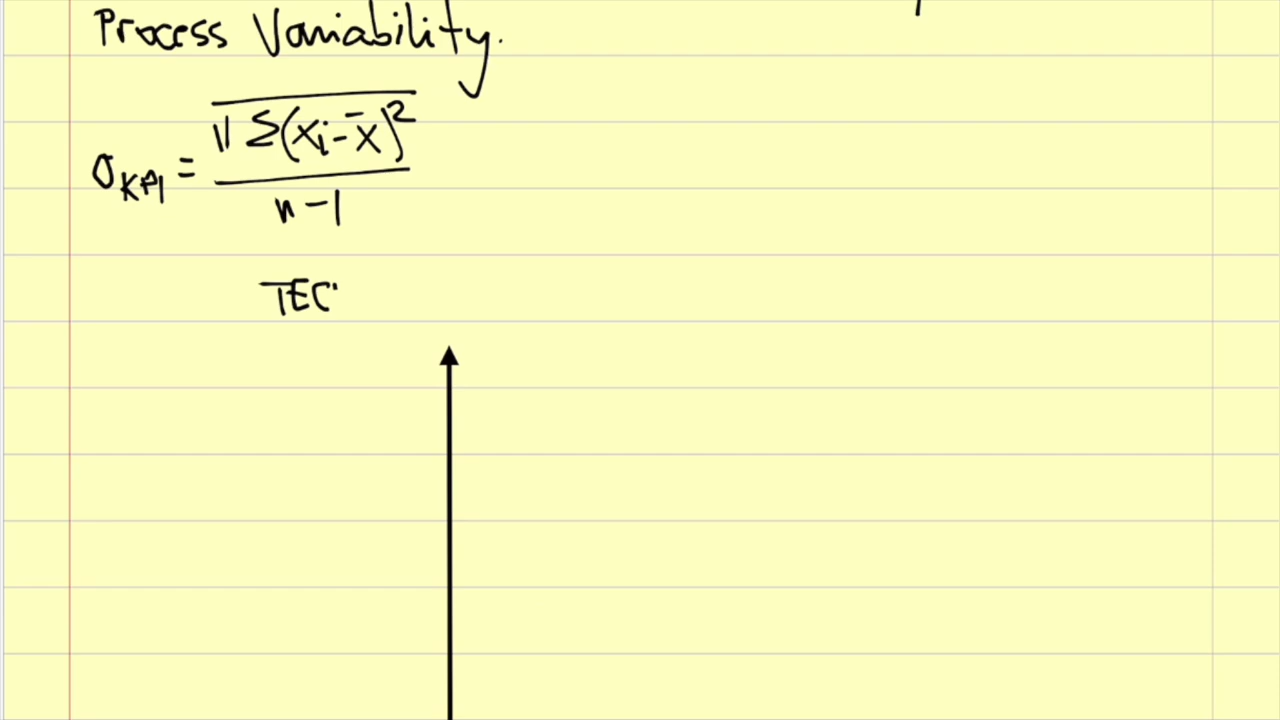 Process Variability.
σKPI = √Σ(xi-x̄)²
n-1
TEC